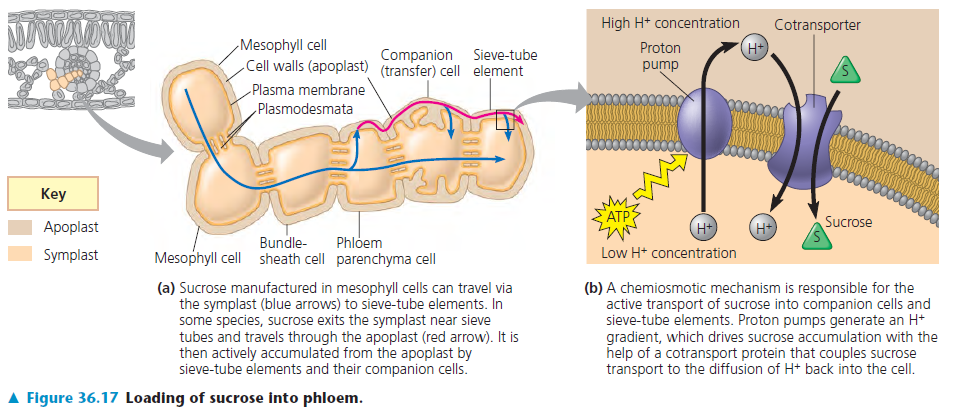 Mesophyll cell
Cell walls (apoplast)
Plasma membrane
Plasmodesmata
Companion
(transfer) cell
Sieve-tube
element
Key
Apoplast
Symplast
Mesophyll cell
Bundle-
sheath cell
Phloem
parenchyma cell
(a) Sucrose manufactured in mesophyll cells can travel via
the symplast (blue arrows) to sieve-tube elements. In
some species, sucrose exits the symplast near sieve
tubes and travels through the apoplast (red arrow). It is
then actively accumulated from the apoplast by
sieve-tube elements and their companion cells.
High H⁺ concentration
Cotransporter
Proton
pump
H⁺
S
ATP
H⁺
H⁺
S
Sucrose
Low H⁺ concentration
(b) A chemiosmotic mechanism is responsible for the
active transport of sucrose into companion cells and
sieve-tube elements. Proton pumps generate an H⁺
gradient, which drives sucrose accumulation with the
help of a cotransport protein that couples sucrose
transport to the diffusion of H⁺ back into the cell.
▲ Figure 36.17 Loading of sucrose into phloem.